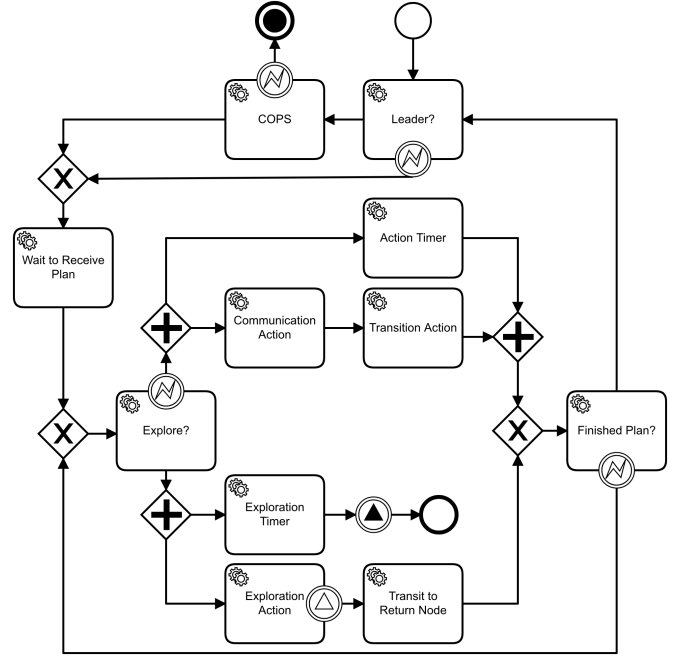 COPS
Leader?
Wait to Receive
Plan
Action Timer
Communication
Action
Transition Action
Explore?
Finished Plan?
Exploration
Timer
Exploration
Action
Transit to
Return Node